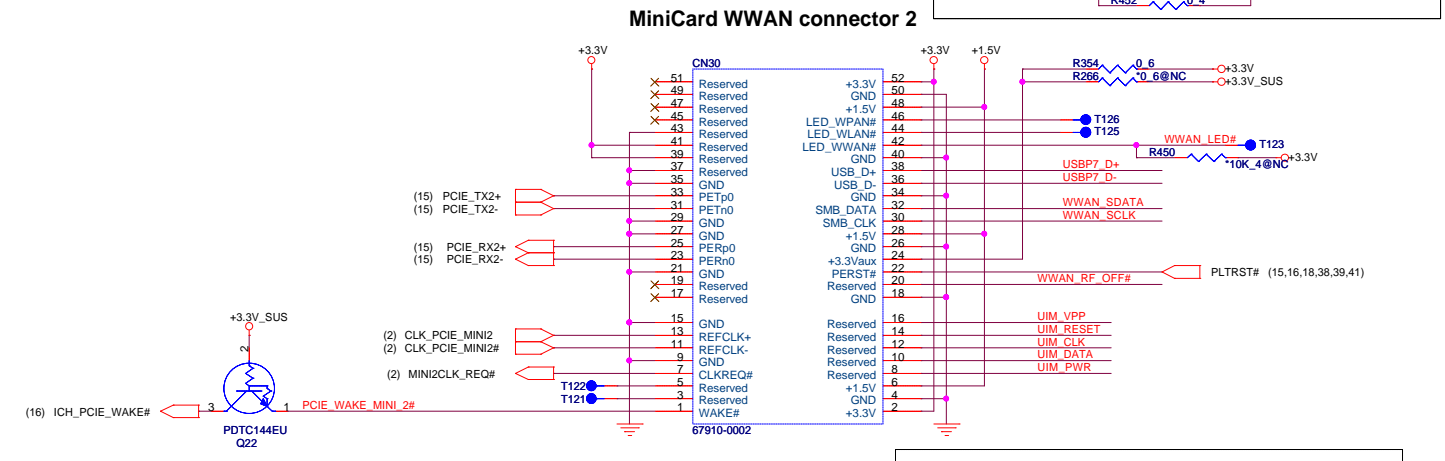 R452 0_4
MiniCard WWAN connector 2
+3.3V
+3.3V +1.5V
CN30
R354 0_6 +3.3V
R266 *0_6@NC +3.3V_SUS
51 Reserved +3.3V 52
49 Reserved GND 50
47 Reserved +1.5V 48
45 Reserved LED_WPAN# 46 T126
43 Reserved LED_WLAN# 44 T125
41 Reserved LED_WWAN# 42 WWAN_LED# T123
39 Reserved GND 40 R450 *10K_4@NC +3.3V
37 Reserved USB_D+ 38 USBP7_D+
35 GND USB_D- 36 USBP7_D-
(15) PCIE_TX2+ 33 PETp0 GND 34
(15) PCIE_TX2- 31 PETn0 SMB_DATA 32 WWAN_SDATA
29 GND SMB_CLK 30 WWAN_SCLK
27 GND +1.5V 28
(15) PCIE_RX2+ 25 PERp0 GND 26
(15) PCIE_RX2- 23 PERn0 +3.3Vaux 24
21 GND PERST# 22 PLTRST# (15,16,18,38,39,41)
19 Reserved Reserved 20 WWAN_RF_OFF#
17 Reserved GND 18
+3.3V_SUS
15 GND Reserved 16 UIM_VPP
(2) CLK_PCIE_MINI2 13 REFCLK+ Reserved 14 UIM_RESET
(2) CLK_PCIE_MINI2# 11 REFCLK- Reserved 12 UIM_CLK
2
9 GND Reserved 10 UIM_DATA
(2) MINI2CLK_REQ# 7 CLKREQ# Reserved 8 UIM_PWR
T122 5 Reserved +1.5V 6
T121 3 Reserved GND 4
(16) ICH_PCIE_WAKE# 3 1 PCIE_WAKE_MINI_2# 1 WAKE# +3.3V 2
PDTC144EU
Q22
67910-0002